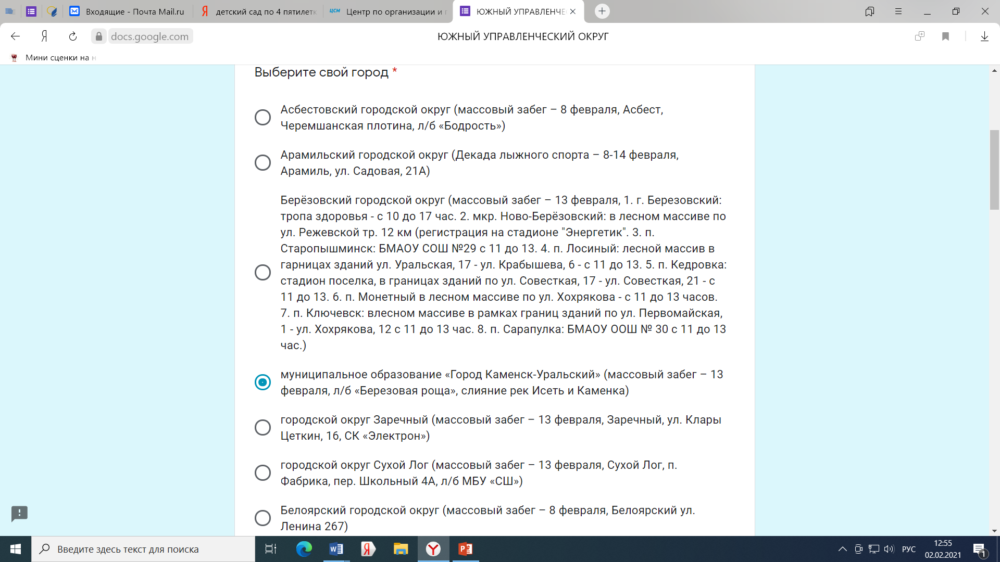 Входящие - Почта Mail.ru
детский сад по 4 пятилетк
ЦСМ Центр по организации и п
ЮЖНЫЙ УПРАВЛЕНЧЕ
docs.google.com
ЮЖНЫЙ УПРАВЛЕНЧЕСКИЙ ОКРУГ
Мини сценки на н
Выберите свой город *
Асбестовский городской округ (массовый забег – 8 февраля, Асбест,
Черемшанская плотина, л/б «Бодрость»)
Арамильский городской округ (Декада лыжного спорта – 8-14 февраля,
Арамиль, ул. Садовая, 21А)
Берёзовский городской округ (массовый забег – 13 февраля, 1. г. Березовский:
тропа здоровья - с 10 до 17 час. 2. мкр. Ново-Берёзовский: в лесном массиве по
ул. Режевской тр. 12 км (регистрация на стадионе "Энергетик". 3. п.
Старопышминск: БМАОУ СОШ №29 с 11 до 13. 4. п. Лосиный: лесной массив в
гарницах зданий ул. Уральская, 17 - ул. Крабышева, 6 - с 11 до 13. 5. п. Кедровка:
стадион поселка, в границах зданий по ул. Совесткая, 17 - ул. Совесткая, 21 - с
11 до 13. 6. п. Монетный в лесном массиве по ул. Хохрякова - с 11 до 13 часов.
7. п. Ключевск: влесном массиве в рамках границ зданий по ул. Первомайская,
1 - ул. Хохрякова, 12 с 11 до 13 час. 8. п. Сарапулка: БМАОУ ООШ № 30 с 11 до 13
час.)
муниципальное образование «Город Каменск-Уральский» (массовый забег – 13
февраля, л/б «Березовая роща», слияние рек Исеть и Каменка)
городской округ Заречный (массовый забег – 13 февраля, Заречный, ул. Клары
Цеткин, 16, СК «Электрон»)
городской округ Сухой Лог (массовый забег – 13 февраля, Сухой Лог, п.
Фабрика, пер. Школьный 4А, л/б МБУ «СШ»)
Белоярский городской округ (массовый забег – 8 февраля, Белоярский ул.
Ленина 267)
Введите здесь текст для поиска
РУС
12:55
02.02.2021
1